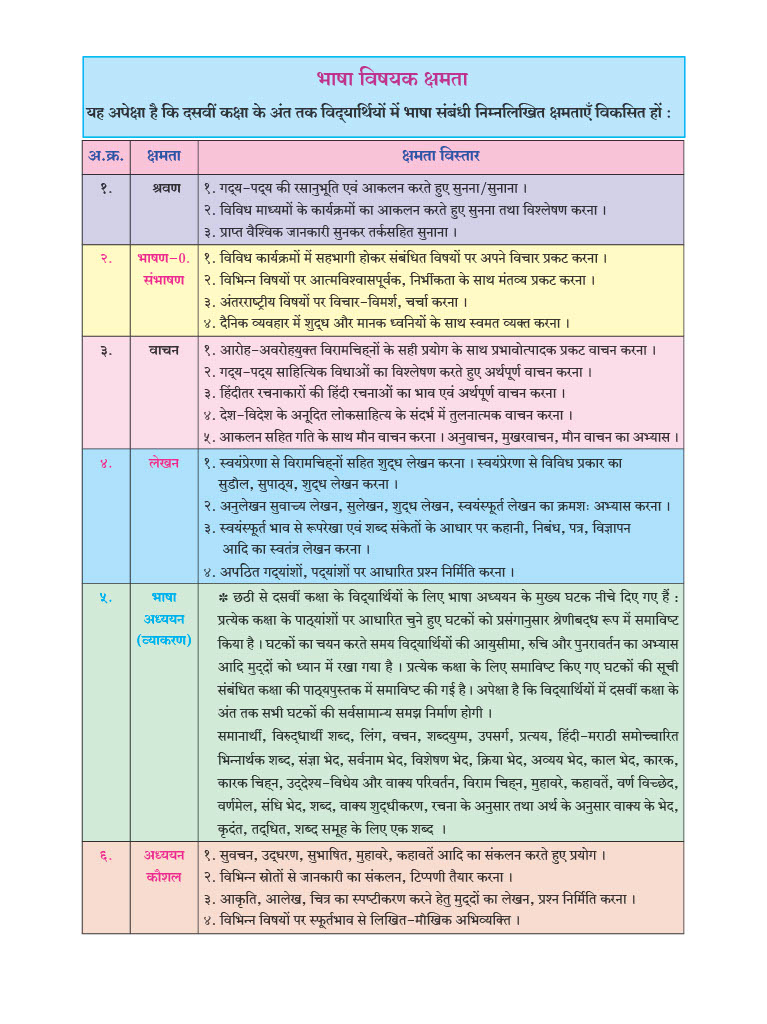 भाषा विषयक क्षमता
यह अपेक्षा है कि दसवीं कक्षा के अंत तक विद्‌यार्थियों में भाषा संबंधी निम्नलिखित क्षमताएँ विकसित हों :
अ.क्र. क्षमता क्षमता विस्तार
१. श्रवण १. गद्‌य-पद्‌य की रसानुभूति एवं आकलन करते हुए सुनना/सुनाना ।
२. विविध माध्यमों के कार्यक्रमों का आकलन करते हुए सुनना तथा विश्लेषण करना ।
३. प्राप्त वैश्विक जानकारी सुनकर तर्कसहित सुनाना ।
२. भाषण-0. १. विविध कार्यक्रमों में सहभागी होकर संबंधित विषयों पर अपने विचार प्रकट करना ।
संभाषण २. विभिन्न विषयों पर आत्मविश्वासपूर्वक, निर्भीकता के साथ मंतव्य प्रकट करना ।
३. अंतरराष्ट्रीय विषयों पर विचार-विमर्श, चर्चा करना ।
४. दैनिक व्यवहार में शुद्‌ध और मानक ध्वनियों के साथ स्वमत व्यक्त करना ।
३. वाचन १. आरोह-अवरोहयुक्त विरामचिह्‌नों के सही प्रयोग के साथ प्रभावोत्पादक प्रकट वाचन करना ।
२. गद्‌य-पद्‌य साहित्यिक विधाओं का विश्लेषण करते हुए अर्थपूर्ण वाचन करना ।
३. हिंदीतर रचनाकारों की हिंदी रचनाओं का भाव एवं अर्थपूर्ण वाचन करना ।
४. देश-विदेश के अनूदित लोकसाहित्य के संदर्भ में तुलनात्मक वाचन करना ।
५. आकलन सहित गति के साथ मौन वाचन करना । अनुवाचन, मुखरवाचन, मौन वाचन का अभ्यास ।
४. लेखन १. स्वयंप्रेरणा से विरामचिह्‌नों सहित शुद्‌ध लेखन करना । स्वयंप्रेरणा से विविध प्रकार का
सुडौल, सुपाठ्‌य, शुद्‌ध लेखन करना ।
२. अनुलेखन सुवाच्य लेखन, सुलेखन, शुद्‌ध लेखन, स्वयंस्फूर्त लेखन का क्रमशः अभ्यास करना ।
३. स्वयंस्फूर्त भाव से रूपरेखा एवं शब्द संकेतों के आधार पर कहानी, निबंध, पत्र, विज्ञापन
आदि का स्वतंत्र लेखन करना ।
४. अपठित गद्‌यांशों, पद्‌यांशों पर आधारित प्रश्न निर्मिति करना ।
५. भाषा ✽ छठी से दसवीं कक्षा के विद्‌यार्थियों के लिए भाषा अध्ययन के मुख्य घटक नीचे दिए गए हैं :
अध्ययन प्रत्येक कक्षा के पाठ्‌यांशों पर आधारित चुने हुए घटकों को प्रसंगानुसार श्रेणीबद्‌ध रूप में समाविष्ट
(व्याकरण) किया है । घटकों का चयन करते समय विद्‌यार्थियों की आयुसीमा, रुचि और पुनरावर्तन का अभ्यास
आदि मुद्‌दों को ध्यान में रखा गया है । प्रत्येक कक्षा के लिए समाविष्ट किए गए घटकों की सूची
संबंधित कक्षा की पाठ्‌यपुस्तक में समाविष्ट की गई है । अपेक्षा है कि विद्‌यार्थियों में दसवीं कक्षा के
अंत तक सभी घटकों की सर्वसामान्य समझ निर्माण होगी ।
समानार्थी, विरुद्‌धार्थी शब्द, लिंग, वचन, शब्दयुग्म, उपसर्ग, प्रत्यय, हिंदी-मराठी समोच्चारित
भिन्नार्थक शब्द, संज्ञा भेद, सर्वनाम भेद, विशेषण भेद, क्रिया भेद, अव्यय भेद, काल भेद, कारक,
कारक चिह्‌न, उद्‌देश्य-विधेय और वाक्य परिवर्तन, विराम चिह्‌न, मुहावरे, कहावतें, वर्ण विच्छेद,
वर्णमेल, संधि भेद, शब्द, वाक्य शुद्‌धीकरण, रचना के अनुसार तथा अर्थ के अनुसार वाक्य के भेद,
कृदंत, तद्‌धित, शब्द समूह के लिए एक शब्द ।
६. अध्ययन १. सुवचन, उद्‌धरण, सुभाषित, मुहावरे, कहावतें आदि का संकलन करते हुए प्रयोग ।
कौशल २. विभिन्न स्रोतों से जानकारी का संकलन, टिप्पणी तैयार करना ।
३. आकृति, आलेख, चित्र का स्पष्टीकरण करने हेतु मुद्‌दों का लेखन, प्रश्न निर्मिति करना ।
४. विभिन्न विषयों पर स्फूर्तभाव से लिखित-मौखिक अभिव्यक्ति ।